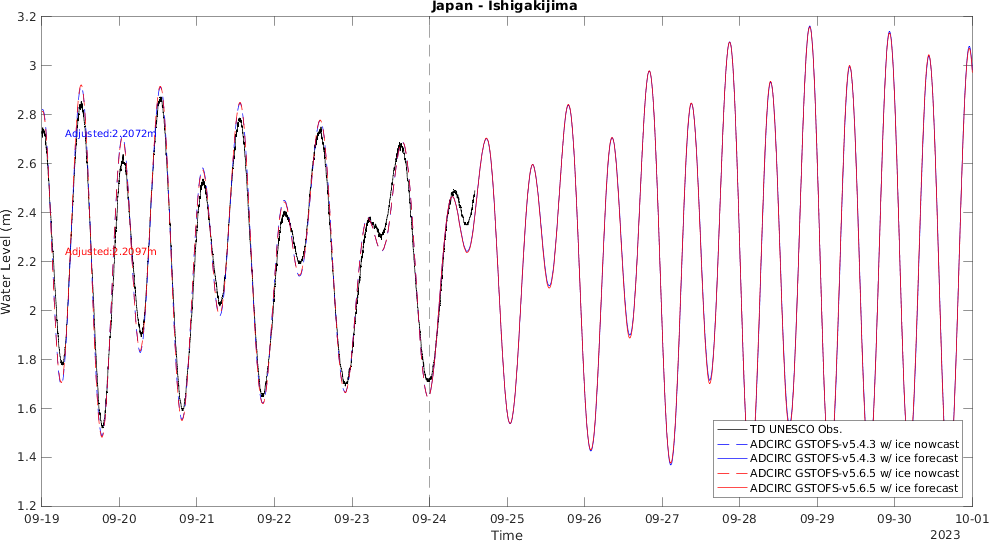 Japan - Ishigakijima
3.2
3
2.8
2.6
2.4
2.2
2
1.8
1.6
1.4
1.2
Water Level (m)
Adjusted:2.2072m
Adjusted:2.2097m
TD UNESCO Obs.
ADCIRC GSTOFS-v5.4.3 w/ ice nowcast
ADCIRC GSTOFS-v5.4.3 w/ ice forecast
ADCIRC GSTOFS-v5.6.5 w/ ice nowcast
ADCIRC GSTOFS-v5.6.5 w/ ice forecast
09-19 09-20 09-21 09-22 09-23 09-24 09-25 09-26 09-27 09-28 09-29 09-30 10-01
Time
2023